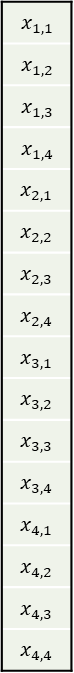 x1,1
x1,2
x1,3
x1,4
x2,1
x2,2
x2,3
x2,4
x3,1
x3,2
x3,3
x3,4
x4,1
x4,2
x4,3
x4,4